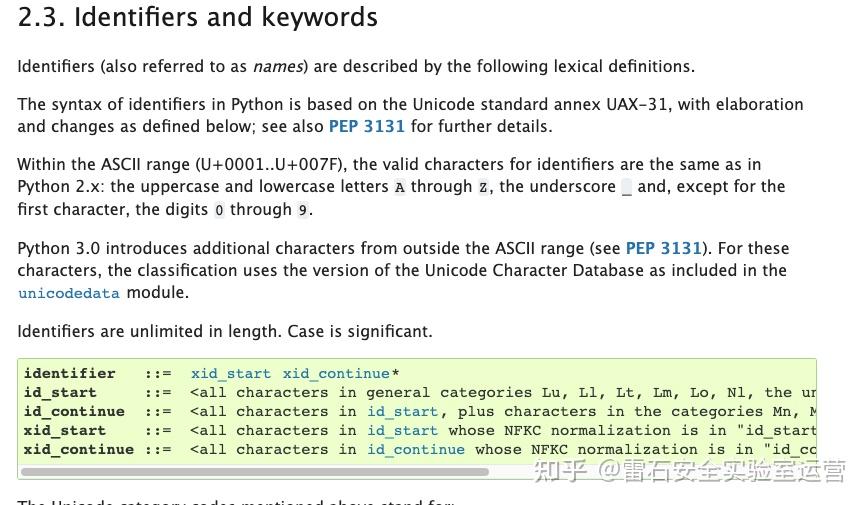 2.3. Identifiers and keywords
Identifiers (also referred to as names) are described by the following lexical definitions.
The syntax of identifiers in Python is based on the Unicode standard annex UAX-31, with elaboration
and changes as defined below; see also PEP 3131 for further details.
Within the ASCII range (U+0001..U+007F), the valid characters for identifiers are the same as in
Python 2.x: the uppercase and lowercase letters A through Z, the underscore _ and, except for the
first character, the digits 0 through 9.
Python 3.0 introduces additional characters from outside the ASCII range (see PEP 3131). For these
characters, the classification uses the version of the Unicode Character Database as included in the
unicodedata module.
Identifiers are unlimited in length. Case is significant.
identifier ::= xid_start xid_continue*
id_start ::= <all characters in general categories Lu, Ll, Lt, Lm, Lo, Nl, the
id_continue ::= <all characters in id_start, plus characters in the categories Mn,
xid_start ::= <all characters in id_start whose NFKC normalization is in "id_start
xid_continue ::= <all characters in id_continue whose NFKC normalization is in "id_co
知乎 @雷石安全实验室运营
The Unicode category codes mentioned above stand for: